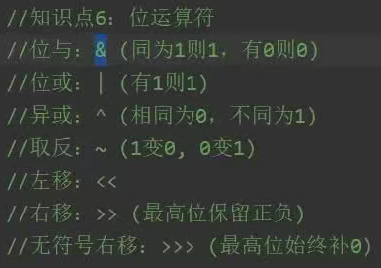 //知识点6：位运算符
//位与：& (同为1则1，有0则0)
//位或：| (有1则1)
//异或：^ (相同为0，不同为1)
//取反：~ (1变0, 0变1)
//左移：<<
//右移：>> (最高位保留正负)
//无符号右移：>>> (最高位始终补0)